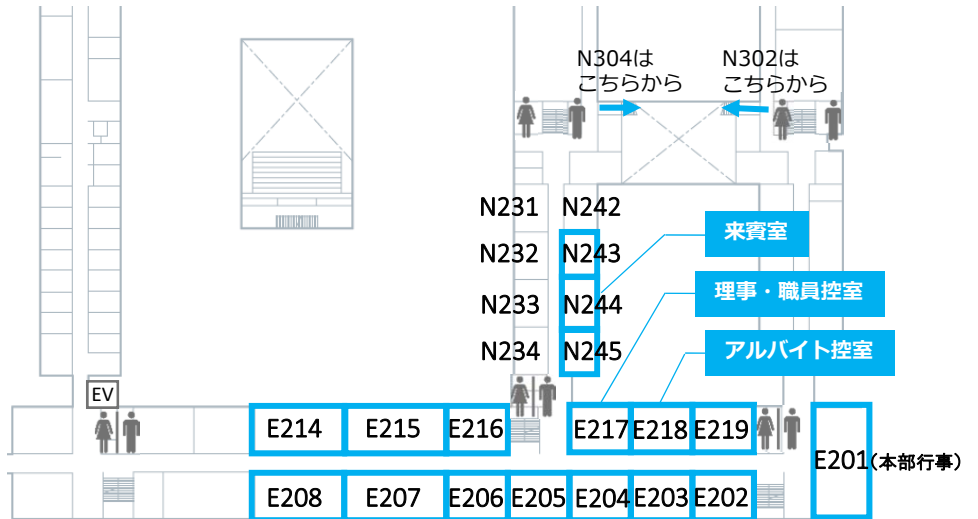 N304は
こちらから
N302は
こちらから
N231 N242
来賓室
N232 N243
理事・職員控室
N233 N244
アルバイト控室
N234 N245
EV
E214 E215 E216 E217 E218 E219
E201(本部行事)
E208 E207 E206 E205 E204 E203 E202